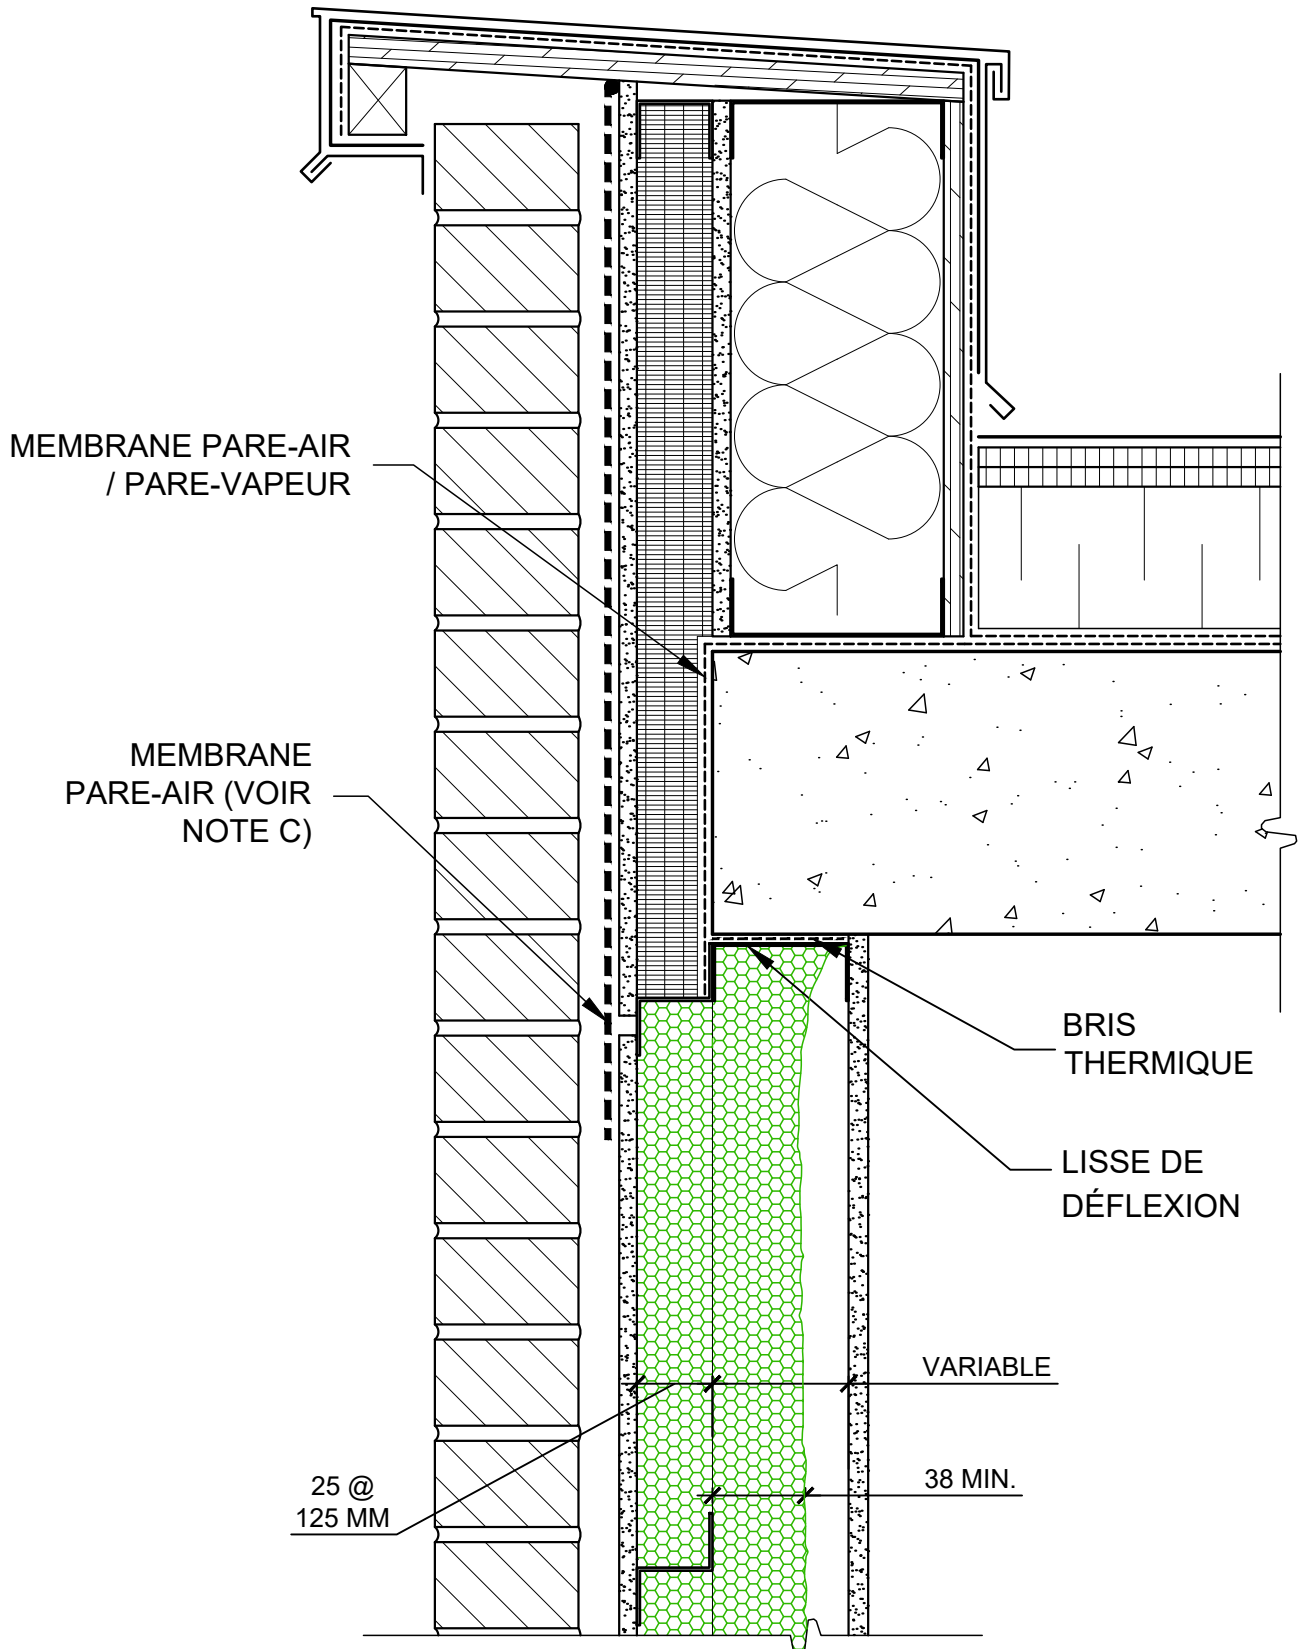 MEMBRANE PARE-AIR
/ PARE-VAPEUR
MEMBRANE
PARE-AIR (VOIR
NOTE C)
BRIS
THERMIQUE
LISSE DE
DÉFLEXION
VARIABLE
25 @
125 MM
38 MIN.